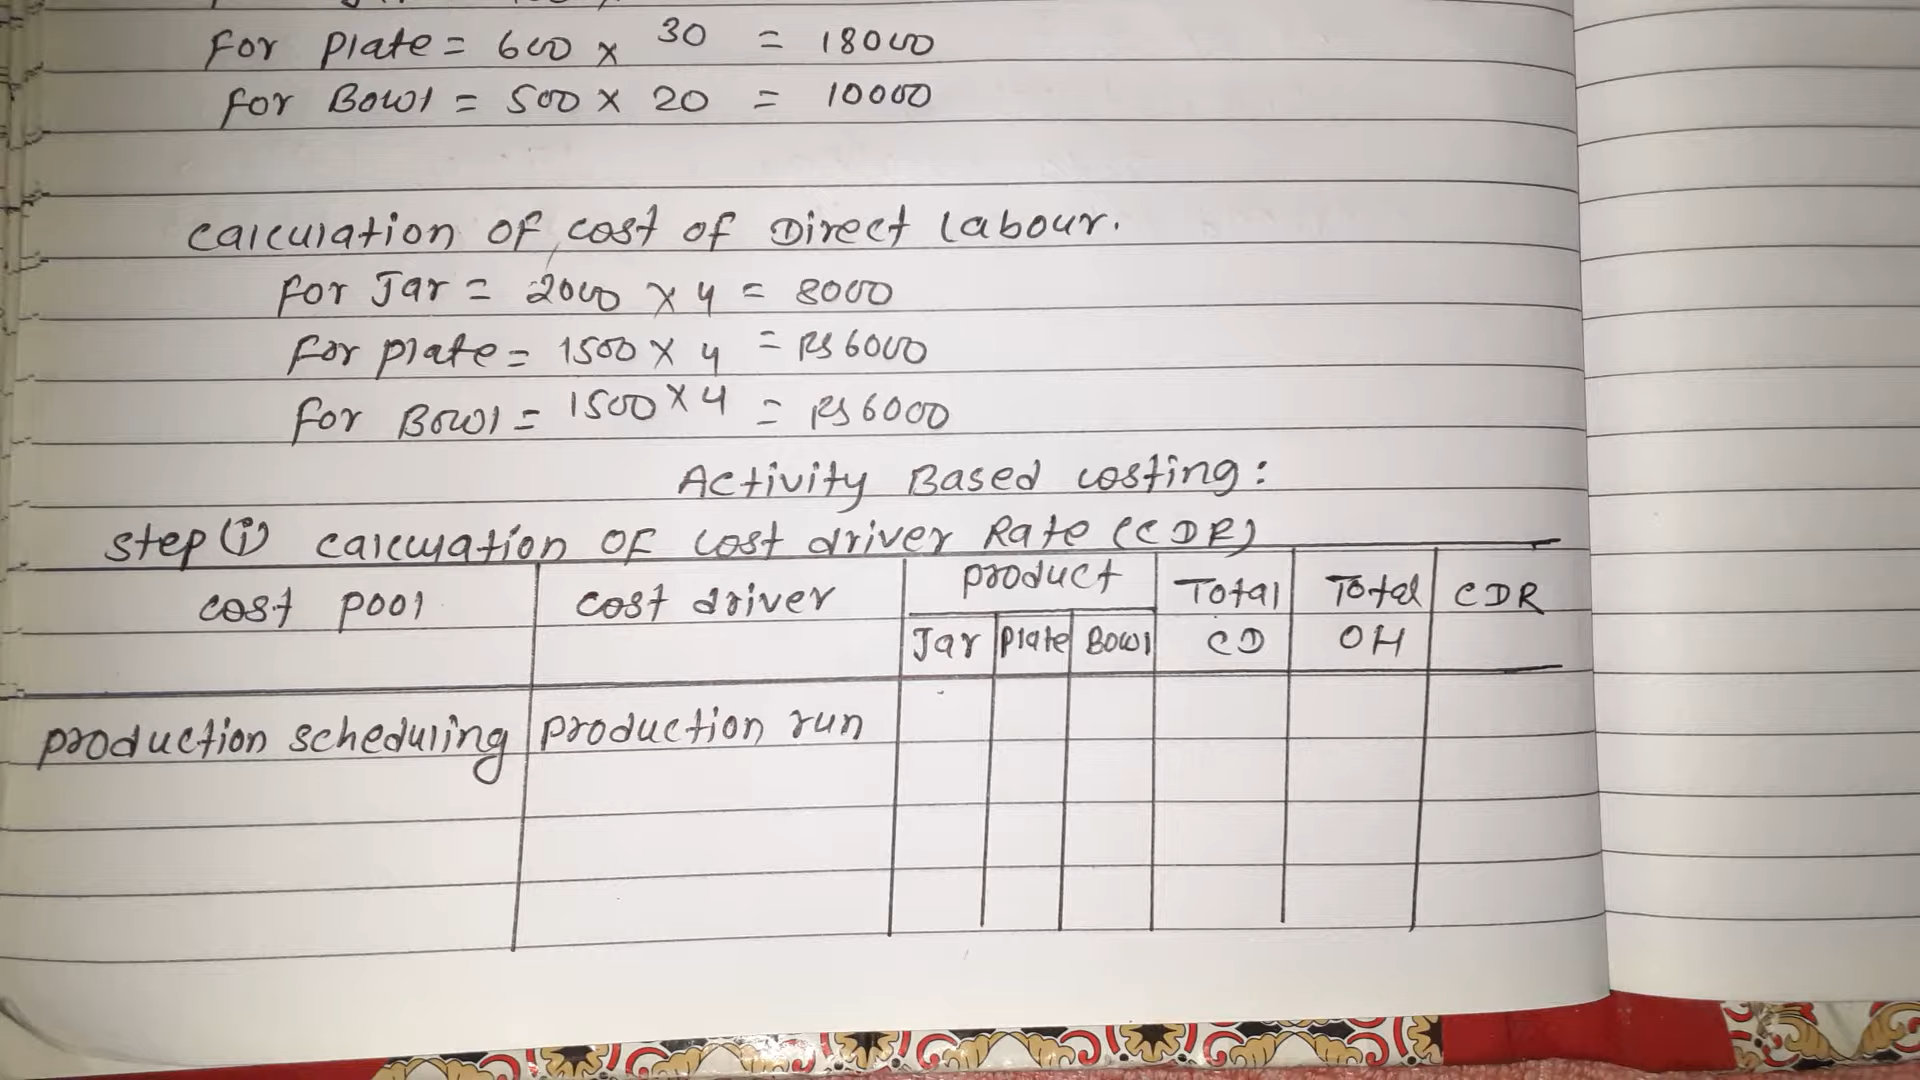 For Plate = 600 × 30 = 18000
For Bowl = 500 × 20 = 10000
Calculation of cost of Direct Labour.
For Jar = 2000 × 4 = 8000
For plate = 1500 × 4 = Rs 6000
For Bowl = 1500 × 4 = Rs 6000
Activity Based costing:
Step (i) calculation of cost driver Rate (CDR)
cost pool cost driver product Total Total CDR
Jar Plate Bowl CD OH
production scheduling production run